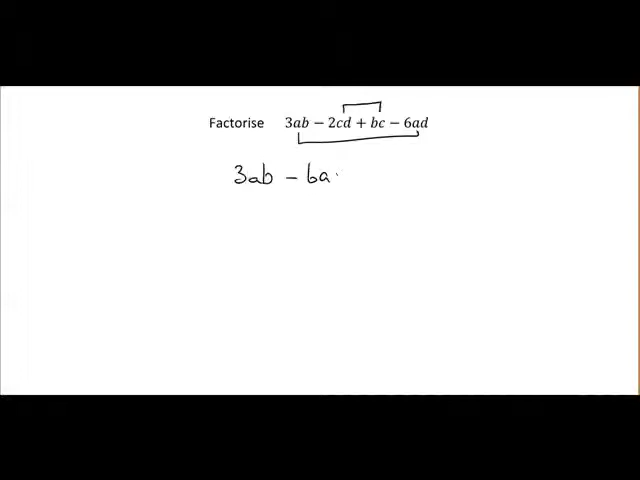 Factorise 3ab − 2cd + bc − 6ad
3ab − 6a